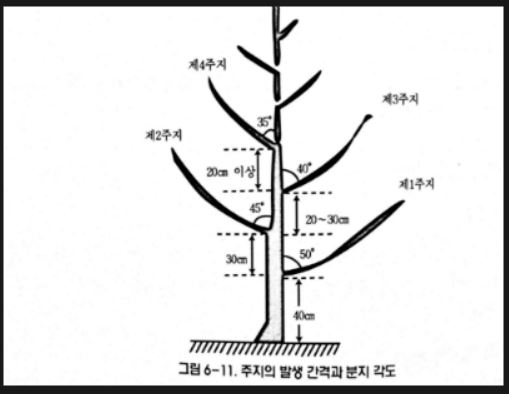 제4주지
35°
제3주지
제2주지
20cm 이상
40°
제1주지
45°
20~30cm
30cm
50°
40cm
그림 6-11. 주지의 발생 간격과 분지 각도